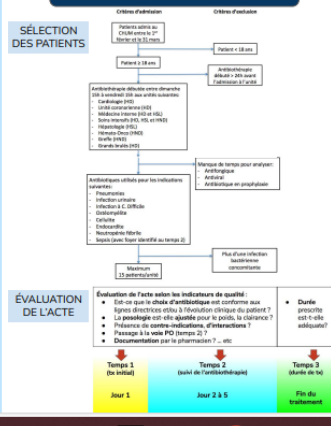 Critères d'admission
Critères d'exclusion
SÉLECTION
DES PATIENTS
Patients admis au
CHUM entre le 1er
février et le 31 mars
Patient < 18 ans
Patient ≥ 18 ans
Antibiothérapie
débuté > 24h avant
l'admission à l'unité
Antibiothérapie débutée entre dimanche
15h à vendredi 15h aux unités suivantes
- Cardiologie (HD)
- Unité coronarienne (HD)
- Médecine interne (HD et HSL)
- Soins intensifs (HD, HSL et HND)
- Hépatologie (HSL)
- Hémato-Onco (HND)
- Greffe (HND)
- Grands brulés (HD)
Manque de temps pour analyser:
- Antifongique
- Antiviral
- Antibiotique en prophylaxie
Antibiotiques utilisés pour les indications
suivantes:
- Pneumonies
- Infection urinaire
- Infection à C. Difficile
- Ostéomyélite
- Cellulite
- Endocardite
- Neutropénie fébrile
- Sepsis (avec foyer identifié au temps 2)
Plus d'une infection
bactérienne
concomitante
Maximum
15 patients/unité
ÉVALUATION
DE L'ACTE
Évaluation de l'acte selon les indicateurs de qualité :
● Est-ce que le choix d'antibiotique est conforme aux
lignes directrices et/ou à l'évolution clinique du patient ?
● La posologie est-elle ajustée pour le poids, la clairance ?
● Présence de contre-indications, d'interactions ?
● Passage à la voie PO (temps 2) ?
● Documentation par le pharmacien ? ... etc
● Durée
prescrite
est-t-elle
adéquate?
Temps 1
(tx initial)
Jour 1
Temps 2
(suivi de l'antibiothérapie)
Jour 2 à 5
Temps 3
(durée de tx)
Fin du
traitement